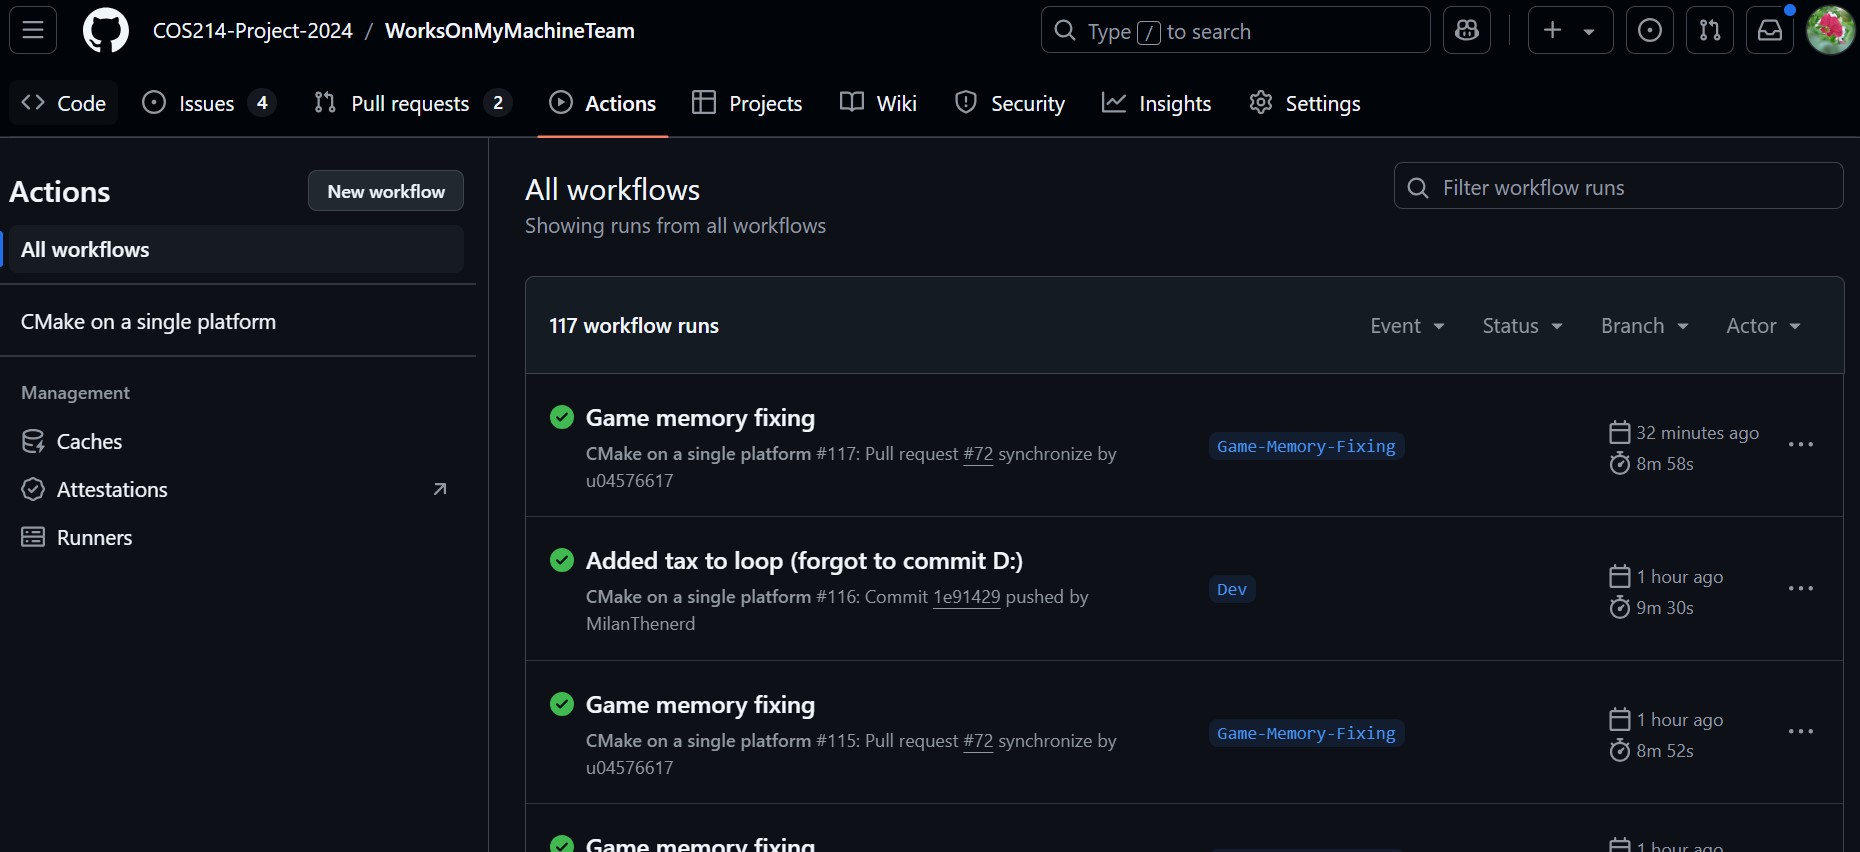 COS214-Project-2024 / WorksOnMyMachineTeam
Type / to search
Code
Issues 4
Pull requests 2
Actions
Projects
Wiki
Security
Insights
Settings
Actions
New workflow
All workflows
CMake on a single platform
Management
Caches
Attestations
Runners
All workflows
Showing runs from all workflows
Filter workflow runs
117 workflow runs
Event
Status
Branch
Actor
Game memory fixing
CMake on a single platform #117: Pull request #72 synchronize by
u04576617
Game-Memory-Fixing
32 minutes ago
8m 58s
Added tax to loop (forgot to commit D:)
CMake on a single platform #116: Commit 1e91429 pushed by
MilanThenerd
Dev
1 hour ago
9m 30s
Game memory fixing
CMake on a single platform #115: Pull request #72 synchronize by
u04576617
Game-Memory-Fixing
1 hour ago
8m 52s
Game memory fixing
1 hour ago